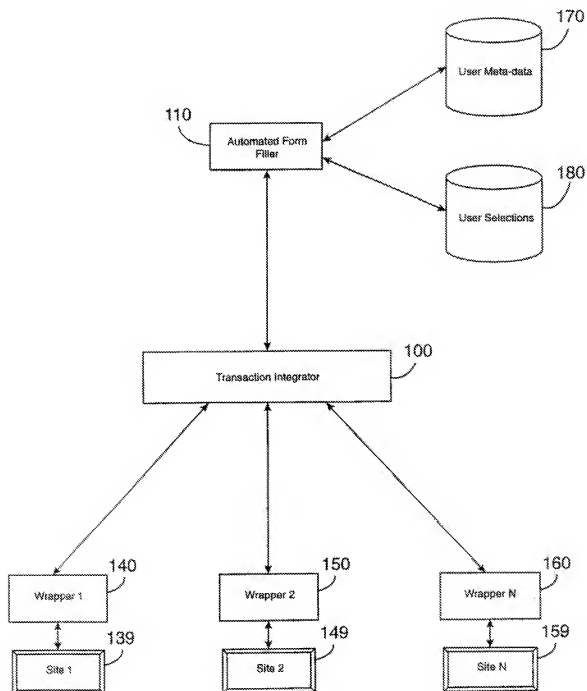 170
User Meta-data
110
Automated Form
Filler
180
User Selections
100
Transaction Integrator
140
150
160
Wrapper 1
Wrapper 2
Wrapper N
139
149
159
Site 1
Site 2
Site N